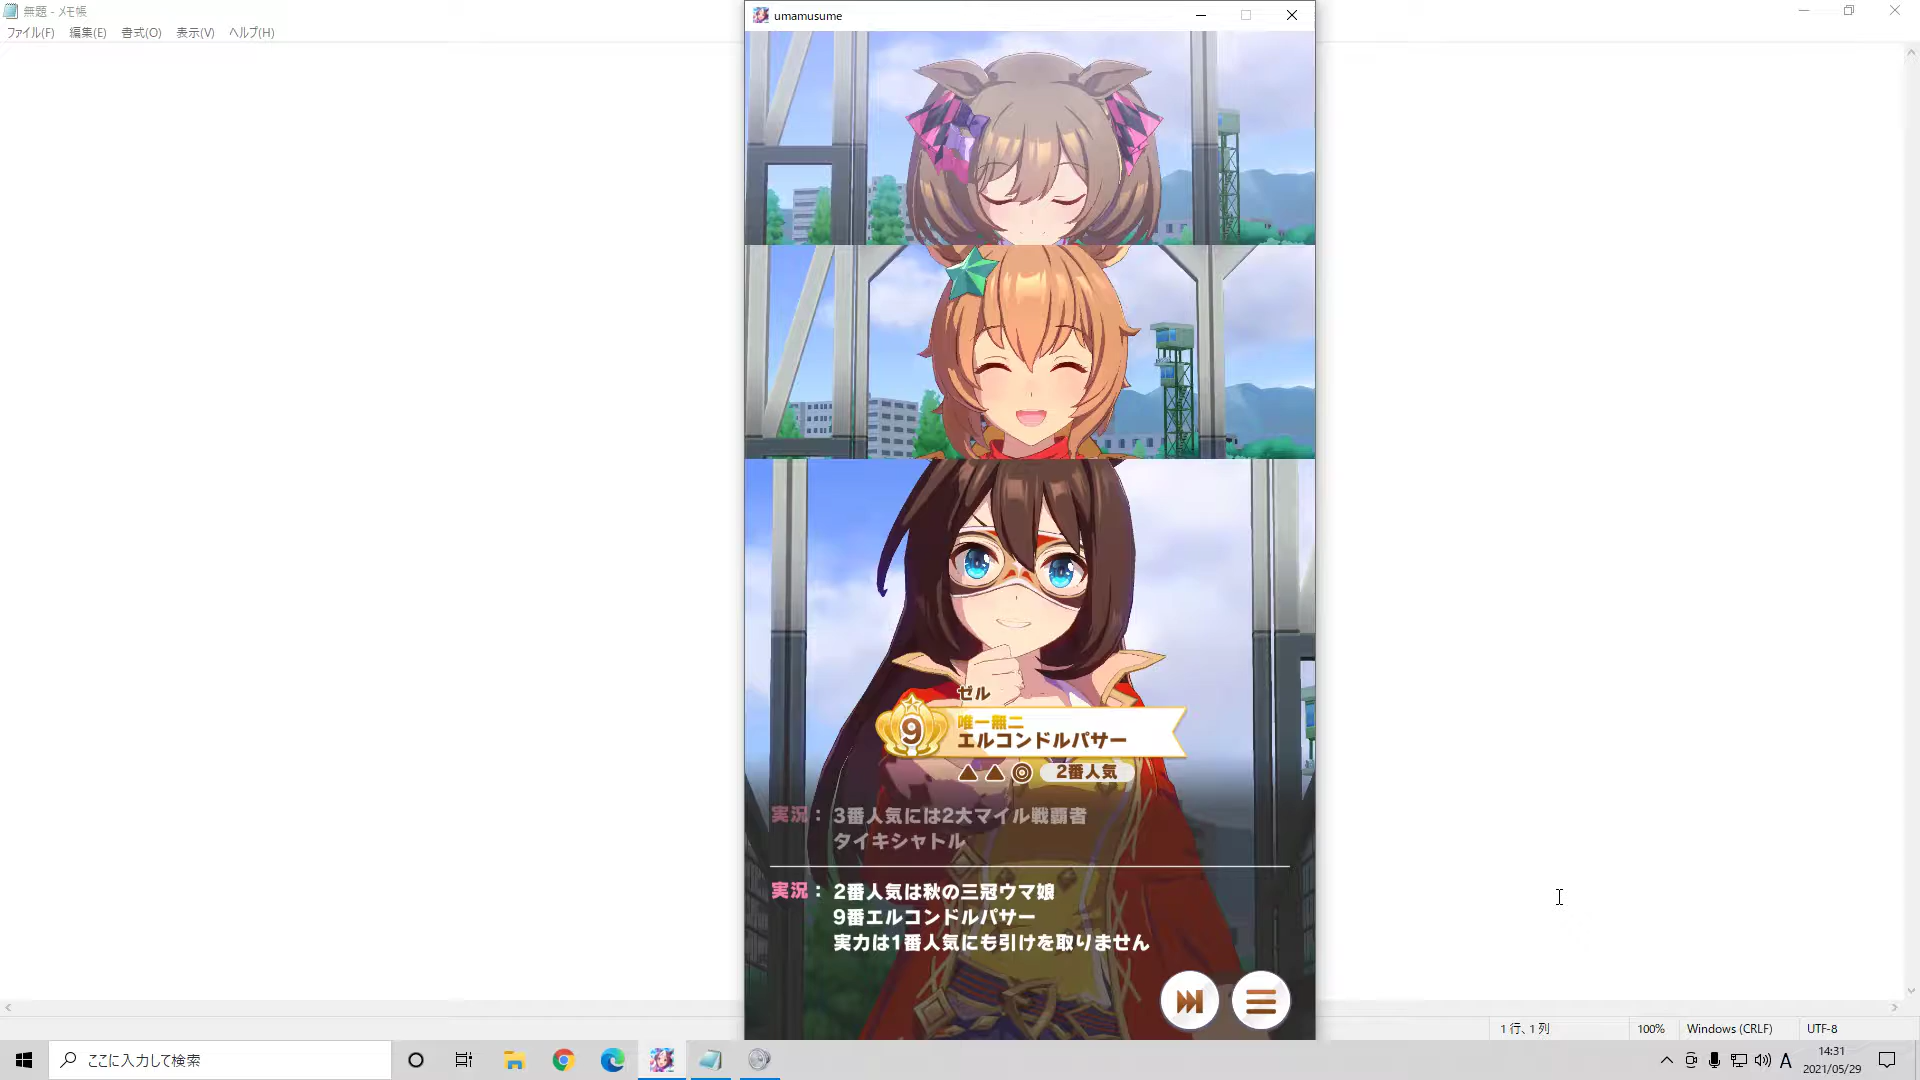 無題 - メモ帳
ファイル(F) 編集(E) 書式(O) 表示(V) ヘルプ(H)
umamusume
ゼル
9
唯一無二
エルコンドルパサー
▲ ▲ ◎ 2番人気
実況： 3番人気には2大マイル戦覇者
タイキシャトル
実況： 2番人気は秋の三冠ウマ娘
9番エルコンドルパサー
実力は1番人気にも引けを取りません
1 行、1 列 100% Windows (CRLF) UTF-8
ここに入力して検索
A
14:31
2021/05/29